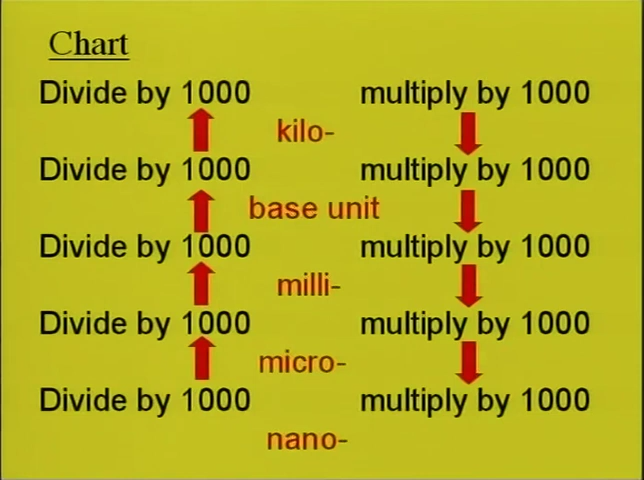 Chart
Divide by 1000 multiply by 1000
kilo-
Divide by 1000 multiply by 1000
base unit
Divide by 1000 multiply by 1000
milli-
Divide by 1000 multiply by 1000
micro-
Divide by 1000 multiply by 1000
nano-